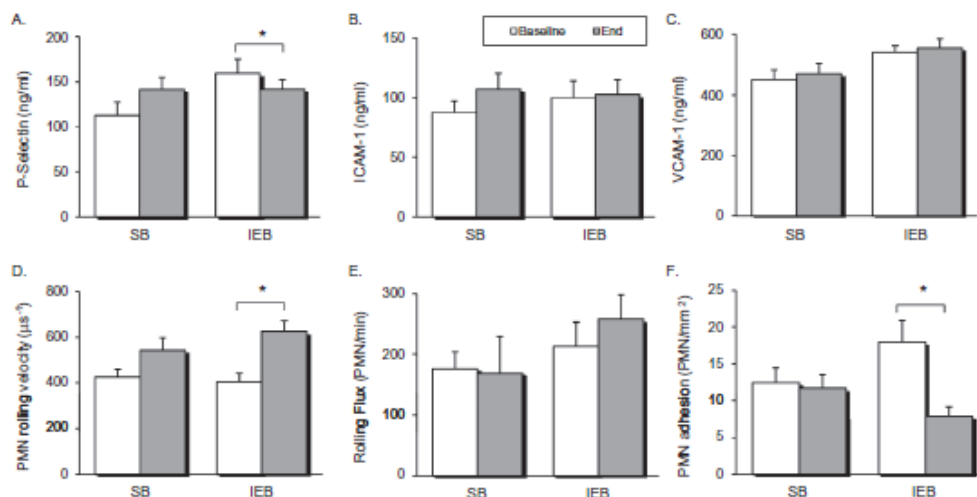 A.
P-Selectin (ng/ml)
200
150
100
50
0
*
SB
IEB
B.
ICAM-1 (ng/ml)
150
100
50
0
Baseline
End
SB
IEB
C.
VCAM-1 (ng/ml)
600
400
200
0
SB
IEB
D.
PMN rolling velocity (µs⁻¹)
800
600
400
200
0
*
SB
IEB
E.
Rolling Flux (PMN/min)
300
200
100
0
SB
IEB
F.
PMN adhesion (PMN/mm²)
25
20
15
10
5
0
*
SB
IEB